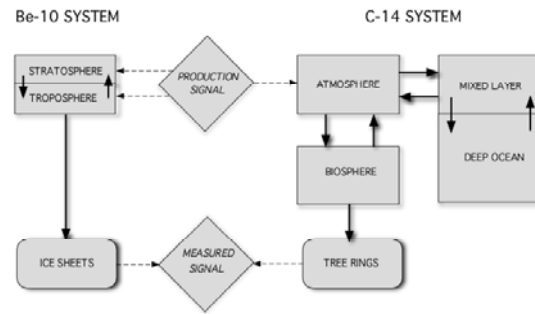 Be-10 SYSTEM
C-14 SYSTEM
STRATOSPHERE
TROPOSPHERE
PRODUCTION
SIGNAL
ATMOSPHERE
MIXED LAYER
DEEP OCEAN
BIOSPHERE
ICE SHEETS
MEASURED
SIGNAL
TREE RINGS